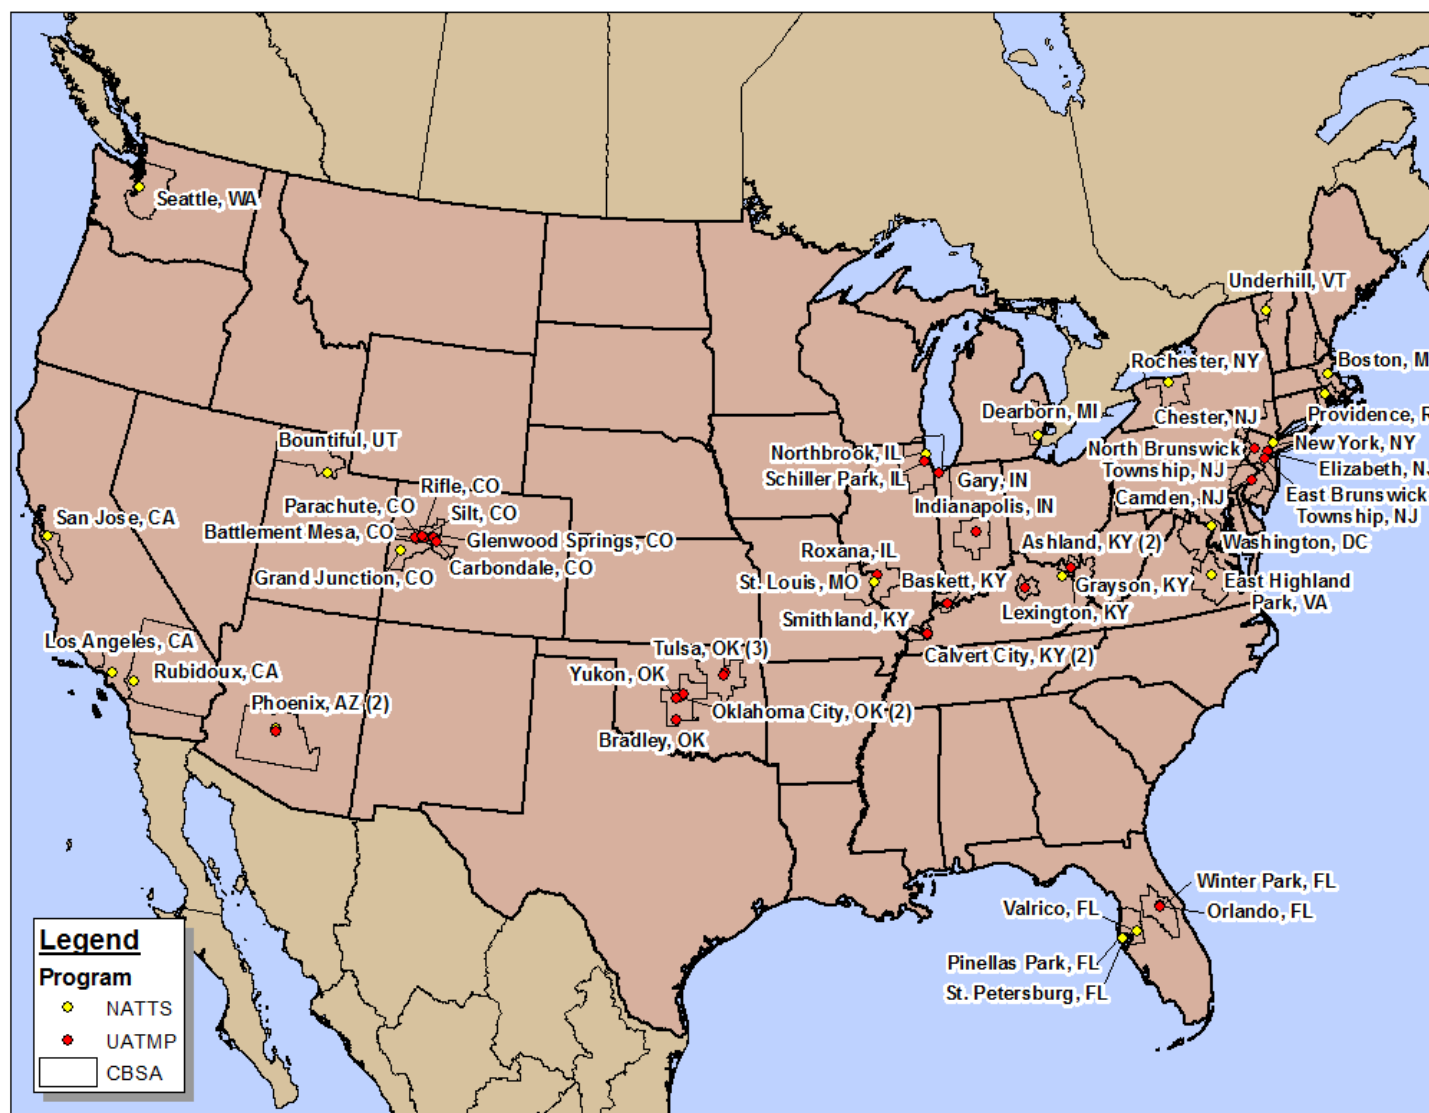 Seattle, WA
Underhill, VT
Rochester, NY
Boston, M
Dearborn, MI
Chester, NJ
Providence, R
Bountiful, UT
Northbrook, IL
North Brunswick
Township, NJ
New York, NY
Schiller Park, IL
Gary, IN
Elizabeth, NJ
Rifle, CO
Parachute, CO
Silt, CO
Indianapolis, IN
Camden, NJ
East Brunswick
Township, NJ
San Jose, CA
Battlement Mesa, CO
Glenwood Springs, CO
Ashland, KY (2)
Washington, DC
Carbondale, CO
Grand Junction, CO
Roxana, IL
St. Louis, MO
Baskett, KY
Grayson, KY
East Highland
Park, VA
Lexington, KY
Smithland, KY
Los Angeles, CA
Tulsa, OK (3)
Calvert City, KY (2)
Rubidoux, CA
Yukon, OK
Phoenix, AZ (2)
Oklahoma City, OK (2)
Bradley, OK
Winter Park, FL
Valrico, FL
Orlando, FL
Pinellas Park, FL
St. Petersburg, FL
Legend
Program
NATTS
UATMP
CBSA